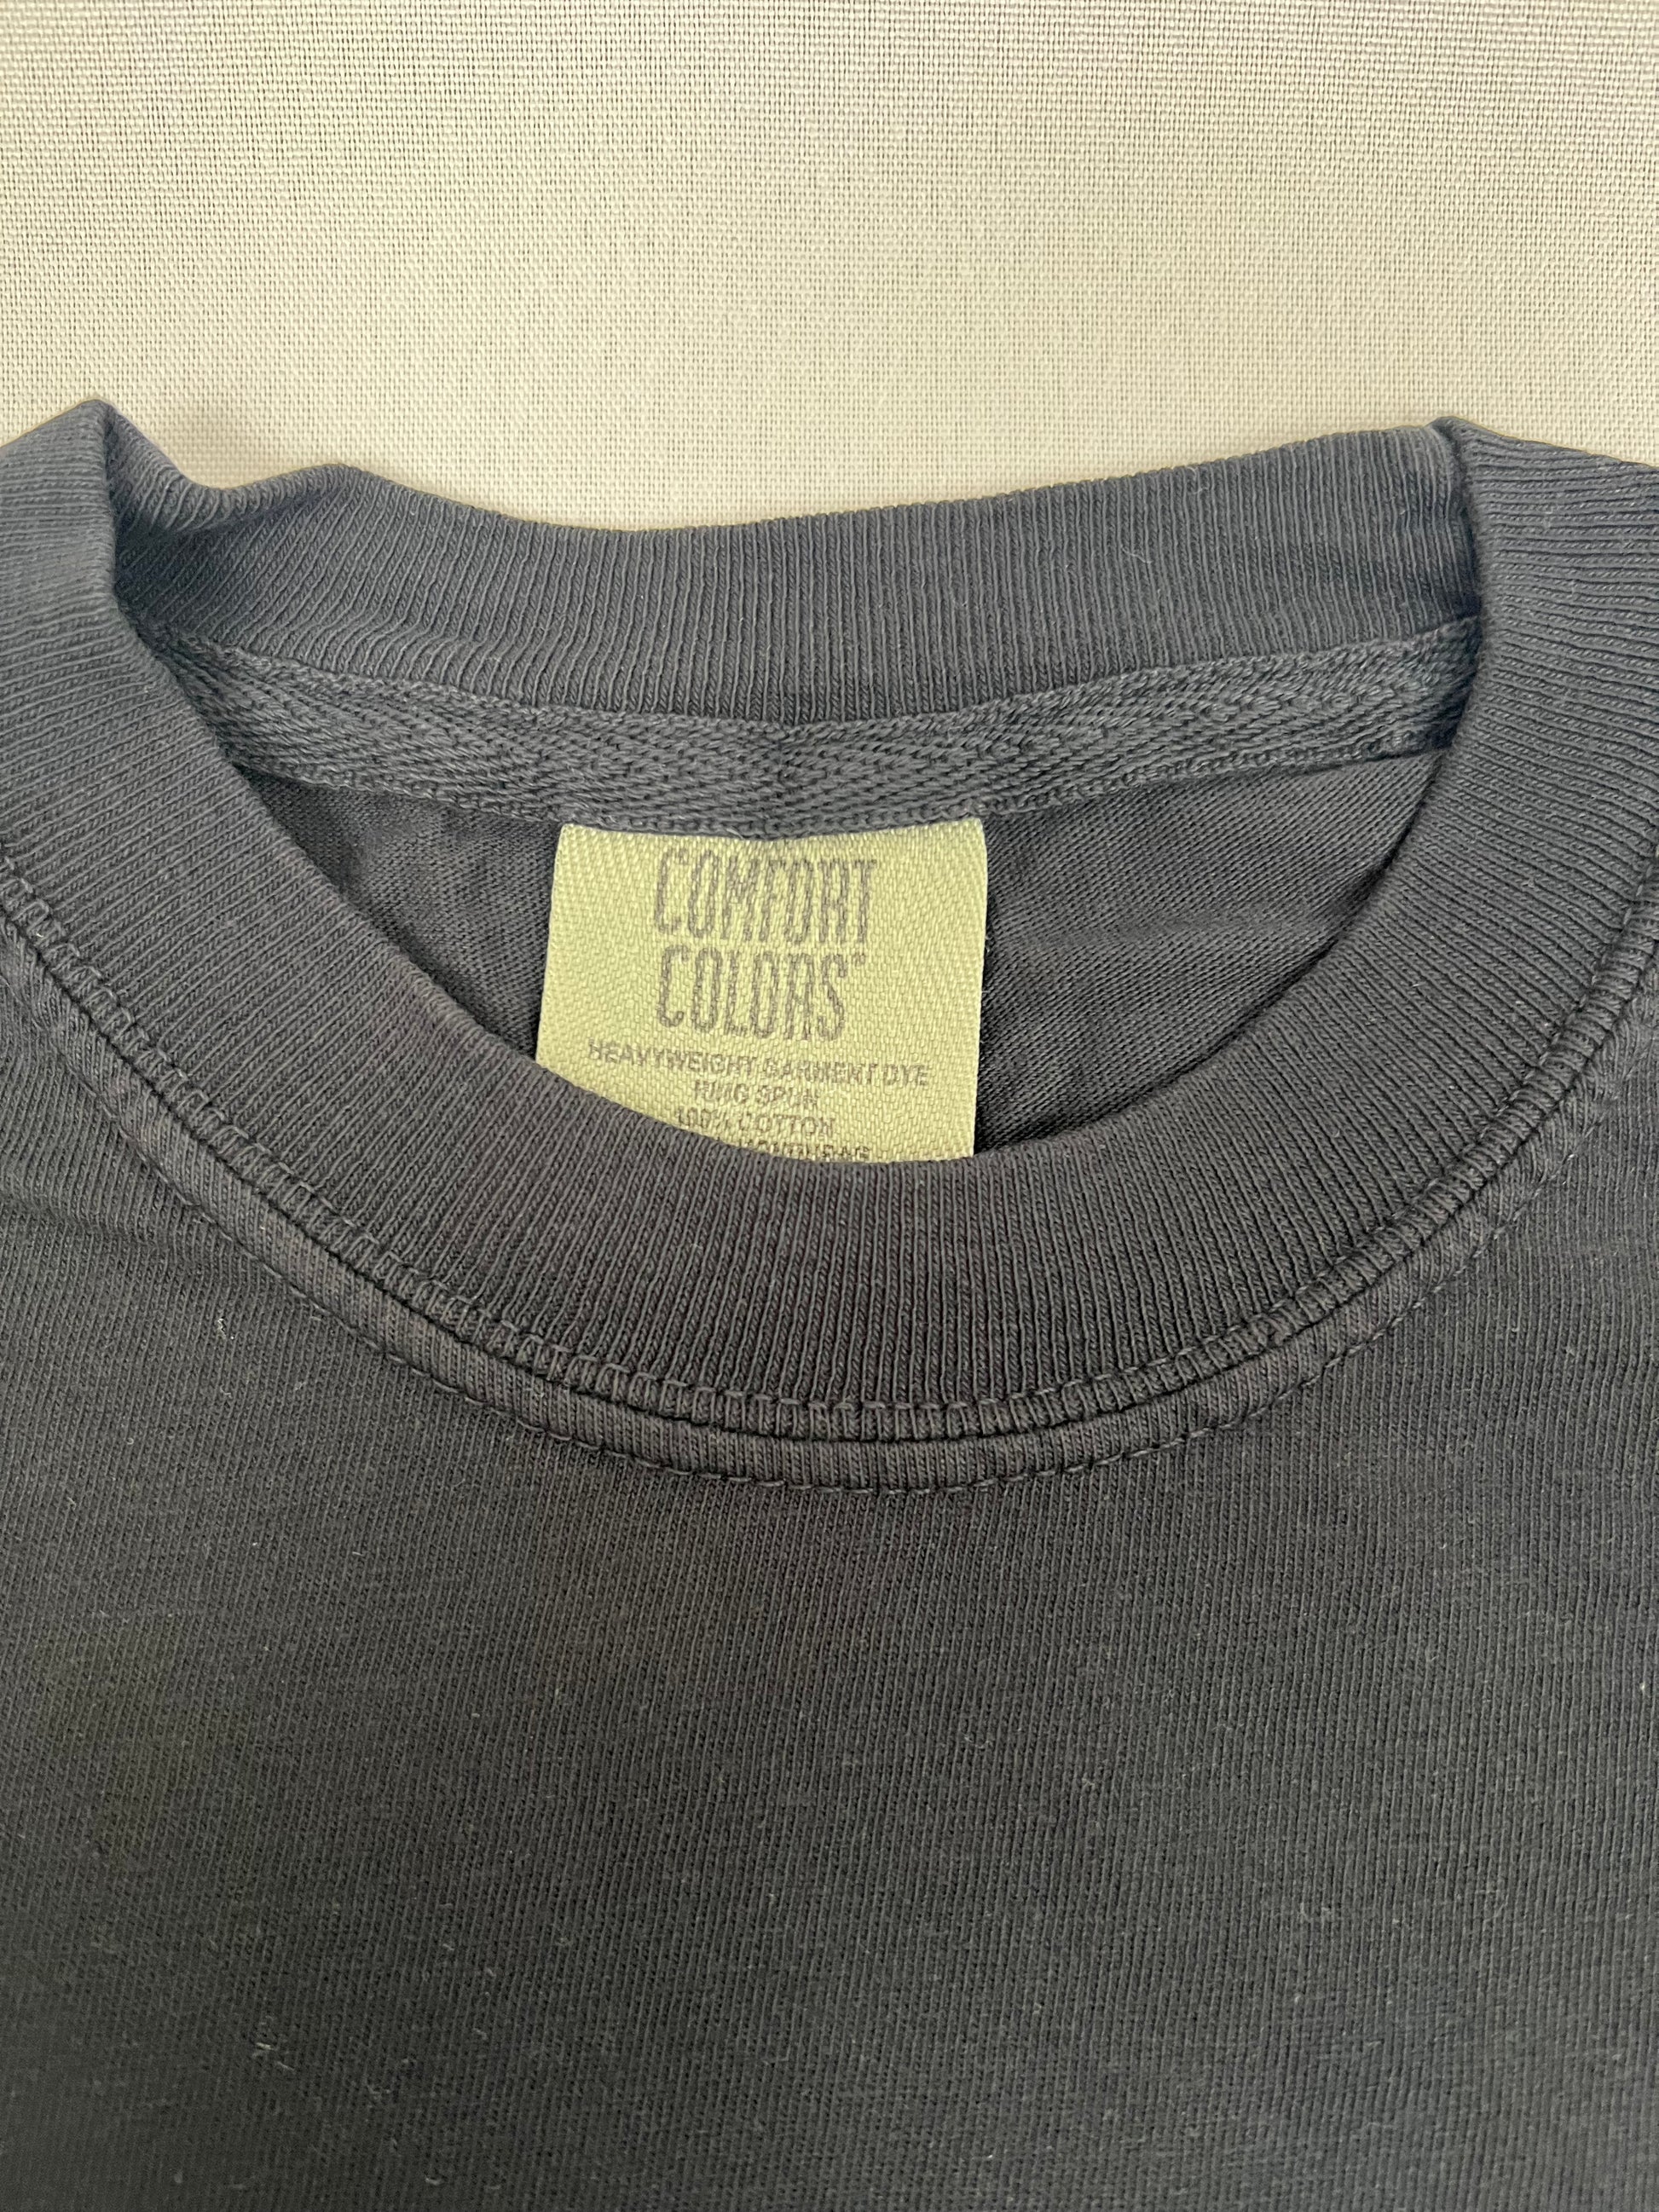 COMFORT
COLORS®
HEAVYWEIGHT GARMENT DYE
RING SPUN
100% COTTON